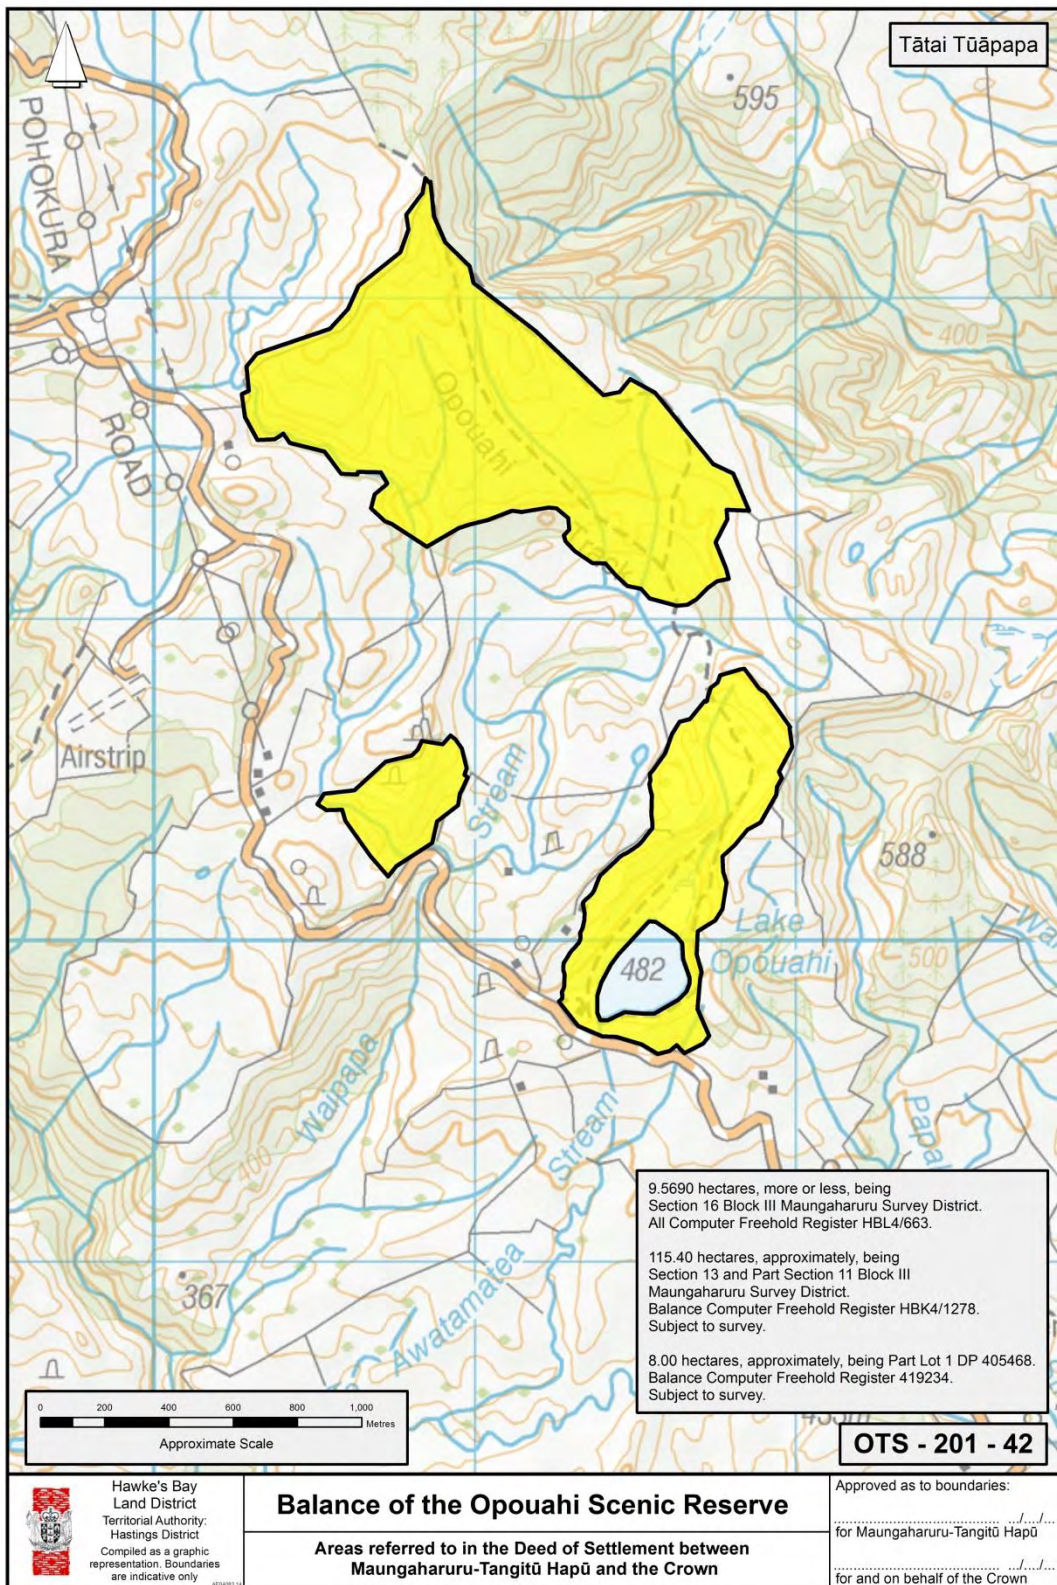 Tātai Tūāpapa
595
POHOKURA
ROAD
400
Opouahi
Track
Airstrip
Stream
588
Lake
Opouahi
500
482
Waipapa
400
Stream
367
Awatamatea
9.5690 hectares, more or less, being
Section 16 Block III Maungaharuru Survey District.
All Computer Freehold Register HBL4/663.
115.40 hectares, approximately, being
Section 13 and Part Section 11 Block III
Maungaharuru Survey District.
Balance Computer Freehold Register HBK4/1278.
Subject to survey.
8.00 hectares, approximately, being Part Lot 1 DP 405468.
Balance Computer Freehold Register 419234.
Subject to survey.
0 200 400 600 800 1,000
Metres
Approximate Scale
OTS - 201 - 42
Hawke's Bay
Land District
Territorial Authority:
Hastings District
Compiled as a graphic
representation. Boundaries
are indicative only
Balance of the Opouahi Scenic Reserve
Areas referred to in the Deed of Settlement between
Maungaharuru-Tangitū Hapū and the Crown
Approved as to boundaries:
................................... .../..../....
for Maungaharuru-Tangitū Hapū
................................... .../..../....
for and on behalf of the Crown